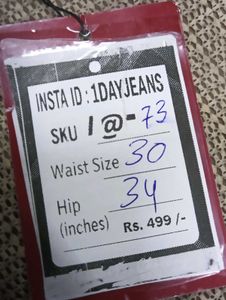 INSTA ID : 1DAYJEANS
SKU 1@-73
Waist Size 30
Hip 34
(inches) Rs. 499 /-